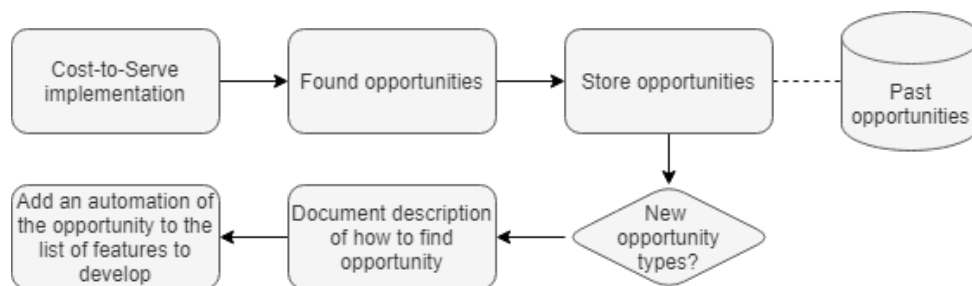 Cost-to-Serve
implementation
Found opportunities
Store opportunities
Past
opportunities
New
opportunity
types?
Document description
of how to find
opportunity
Add an automation of
the opportunity to the
list of features to
develop